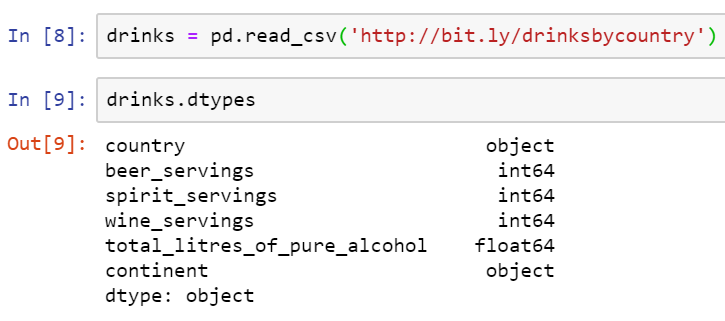 In [8]: drinks = pd.read_csv('http://bit.ly/drinksbycountry')
In [9]: drinks.dtypes
Out[9]: country object
beer_servings int64
spirit_servings int64
wine_servings int64
total_litres_of_pure_alcohol float64
continent object
dtype: object